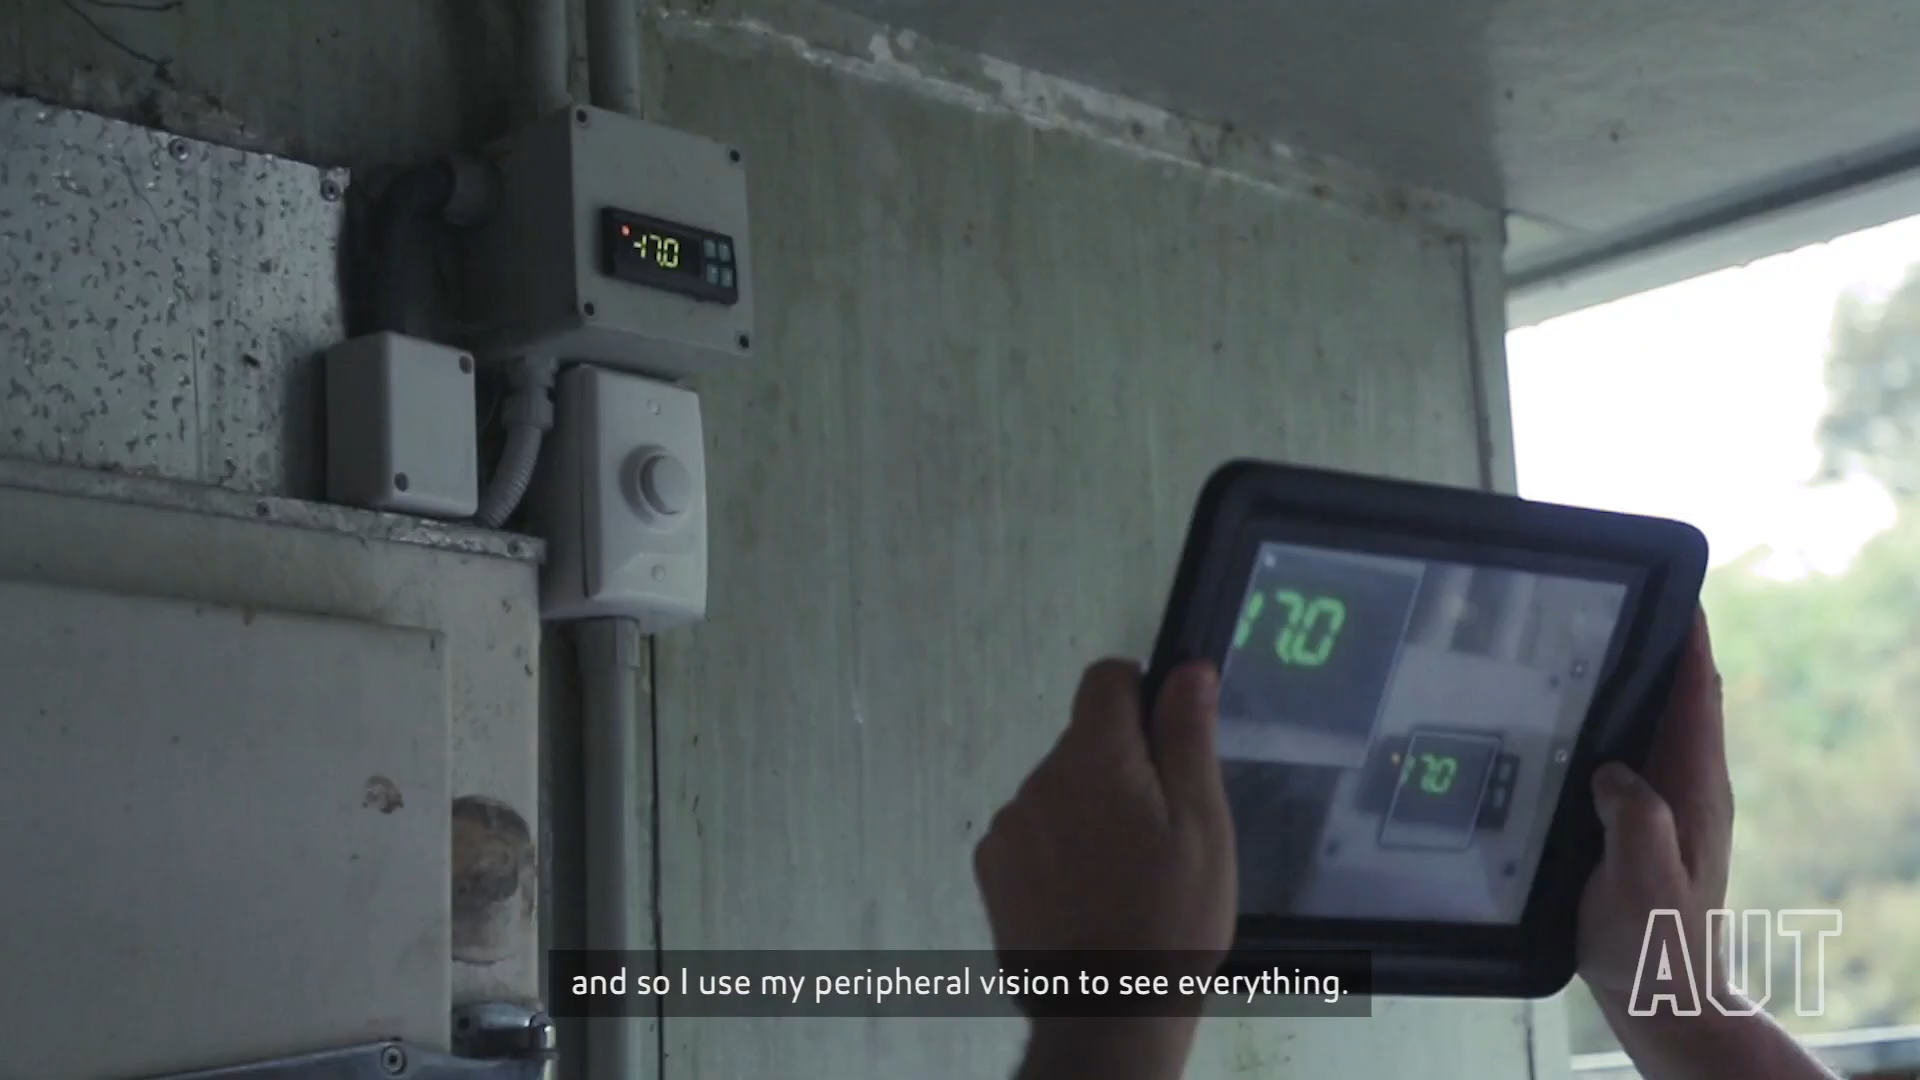 -17.0
17.0
17.0
and so I use my peripheral vision to see everything.
AUT